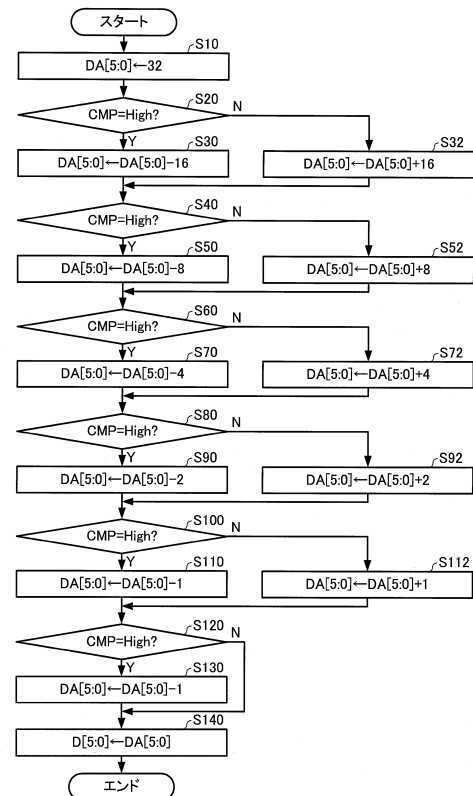 スタート
S10
DA[5:0]←32
S20
CMP=High?
N
Y
S30
DA[5:0]←DA[5:0]−16
S32
DA[5:0]←DA[5:0]+16
S40
CMP=High?
N
Y
S50
DA[5:0]←DA[5:0]−8
S52
DA[5:0]←DA[5:0]+8
S60
CMP=High?
N
Y
S70
DA[5:0]←DA[5:0]−4
S72
DA[5:0]←DA[5:0]+4
S80
CMP=High?
N
Y
S90
DA[5:0]←DA[5:0]−2
S92
DA[5:0]←DA[5:0]+2
S100
CMP=High?
N
Y
S110
DA[5:0]←DA[5:0]−1
S112
DA[5:0]←DA[5:0]+1
S120
CMP=High?
N
Y
S130
DA[5:0]←DA[5:0]−1
S140
D[5:0]←DA[5:0]
エンド